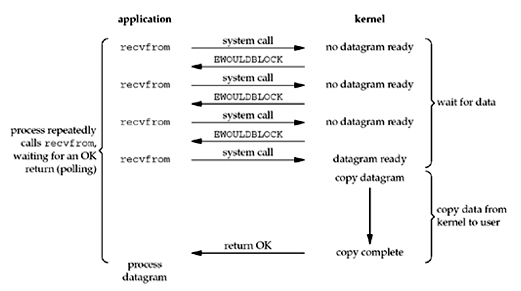 application kernel
recvfrom system call no datagram ready
EWOULDBLOCK
recvfrom system call no datagram ready
EWOULDBLOCK
recvfrom system call no datagram ready
EWOULDBLOCK
recvfrom system call datagram ready
wait for data
process repeatedly
calls recvfrom,
waiting for an OK
return (polling)
copy datagram
copy data from
kernel to user
return OK copy complete
process
datagram